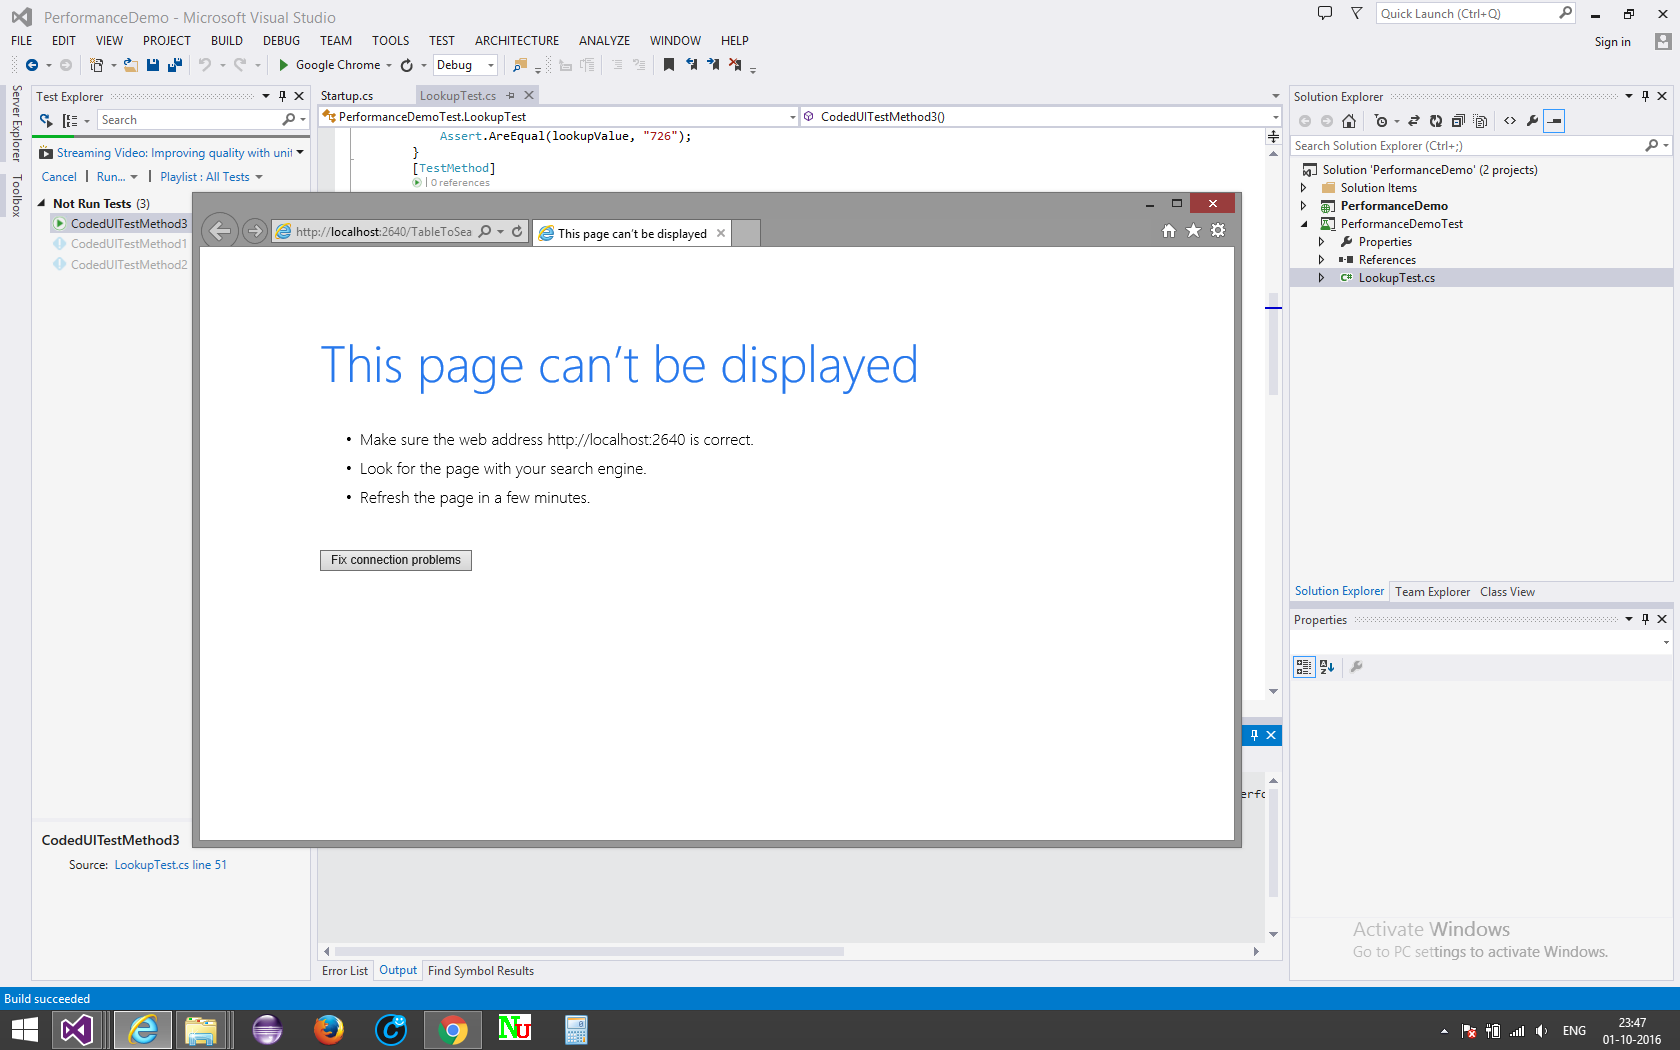 PerformanceDemo - Microsoft Visual Studio
Quick Launch (Ctrl+Q)
FILE EDIT VIEW PROJECT BUILD DEBUG TEAM TOOLS TEST ARCHITECTURE ANALYZE WINDOW HELP
Sign in
Google Chrome
Debug
Server Explorer
Toolbox
Test Explorer
Search
Streaming Video: Improving quality with unit
Cancel | Run... | Playlist : All Tests
Not Run Tests (3)
CodedUITestMethod3
CodedUITestMethod1
CodedUITestMethod2
CodedUITestMethod3
Source: LookupTest.cs line 51
Startup.cs
LookupTest.cs
PerformanceDemoTest.LookupTest
CodedUITestMethod3()
Assert.AreEqual(lookupValue, "726");
}
[TestMethod]
| 0 references
http://localhost:2640/TableToSea
This page can't be displayed
This page can't be displayed
• Make sure the web address http://localhost:2640 is correct.
• Look for the page with your search engine.
• Refresh the page in a few minutes.
Fix connection problems
erfo
Error List
Output
Find Symbol Results
Solution Explorer
Search Solution Explorer (Ctrl+;)
Solution 'PerformanceDemo' (2 projects)
Solution Items
PerformanceDemo
PerformanceDemoTest
Properties
References
C# LookupTest.cs
Solution Explorer
Team Explorer
Class View
Properties
Activate Windows
Go to PC settings to activate Windows.
Build succeeded
NU
ENG
23:47
01-10-2016